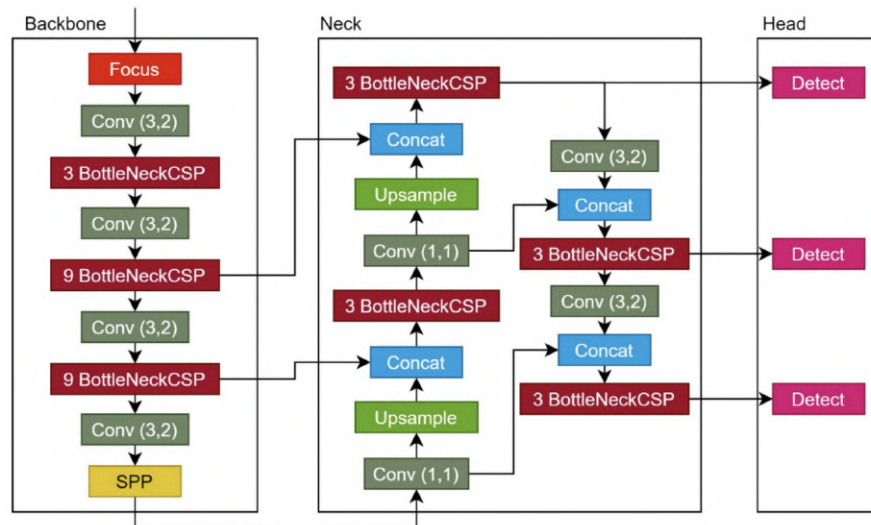 Backbone
Focus
Conv (3,2)
3 BottleNeckCSP
Conv (3,2)
9 BottleNeckCSP
Conv (3,2)
9 BottleNeckCSP
Conv (3,2)
SPP
Neck
3 BottleNeckCSP
Concat
Upsample
Conv (1,1)
3 BottleNeckCSP
Concat
Upsample
Conv (1,1)
Conv (3,2)
Concat
3 BottleNeckCSP
Conv (3,2)
Concat
3 BottleNeckCSP
Head
Detect
Detect
Detect